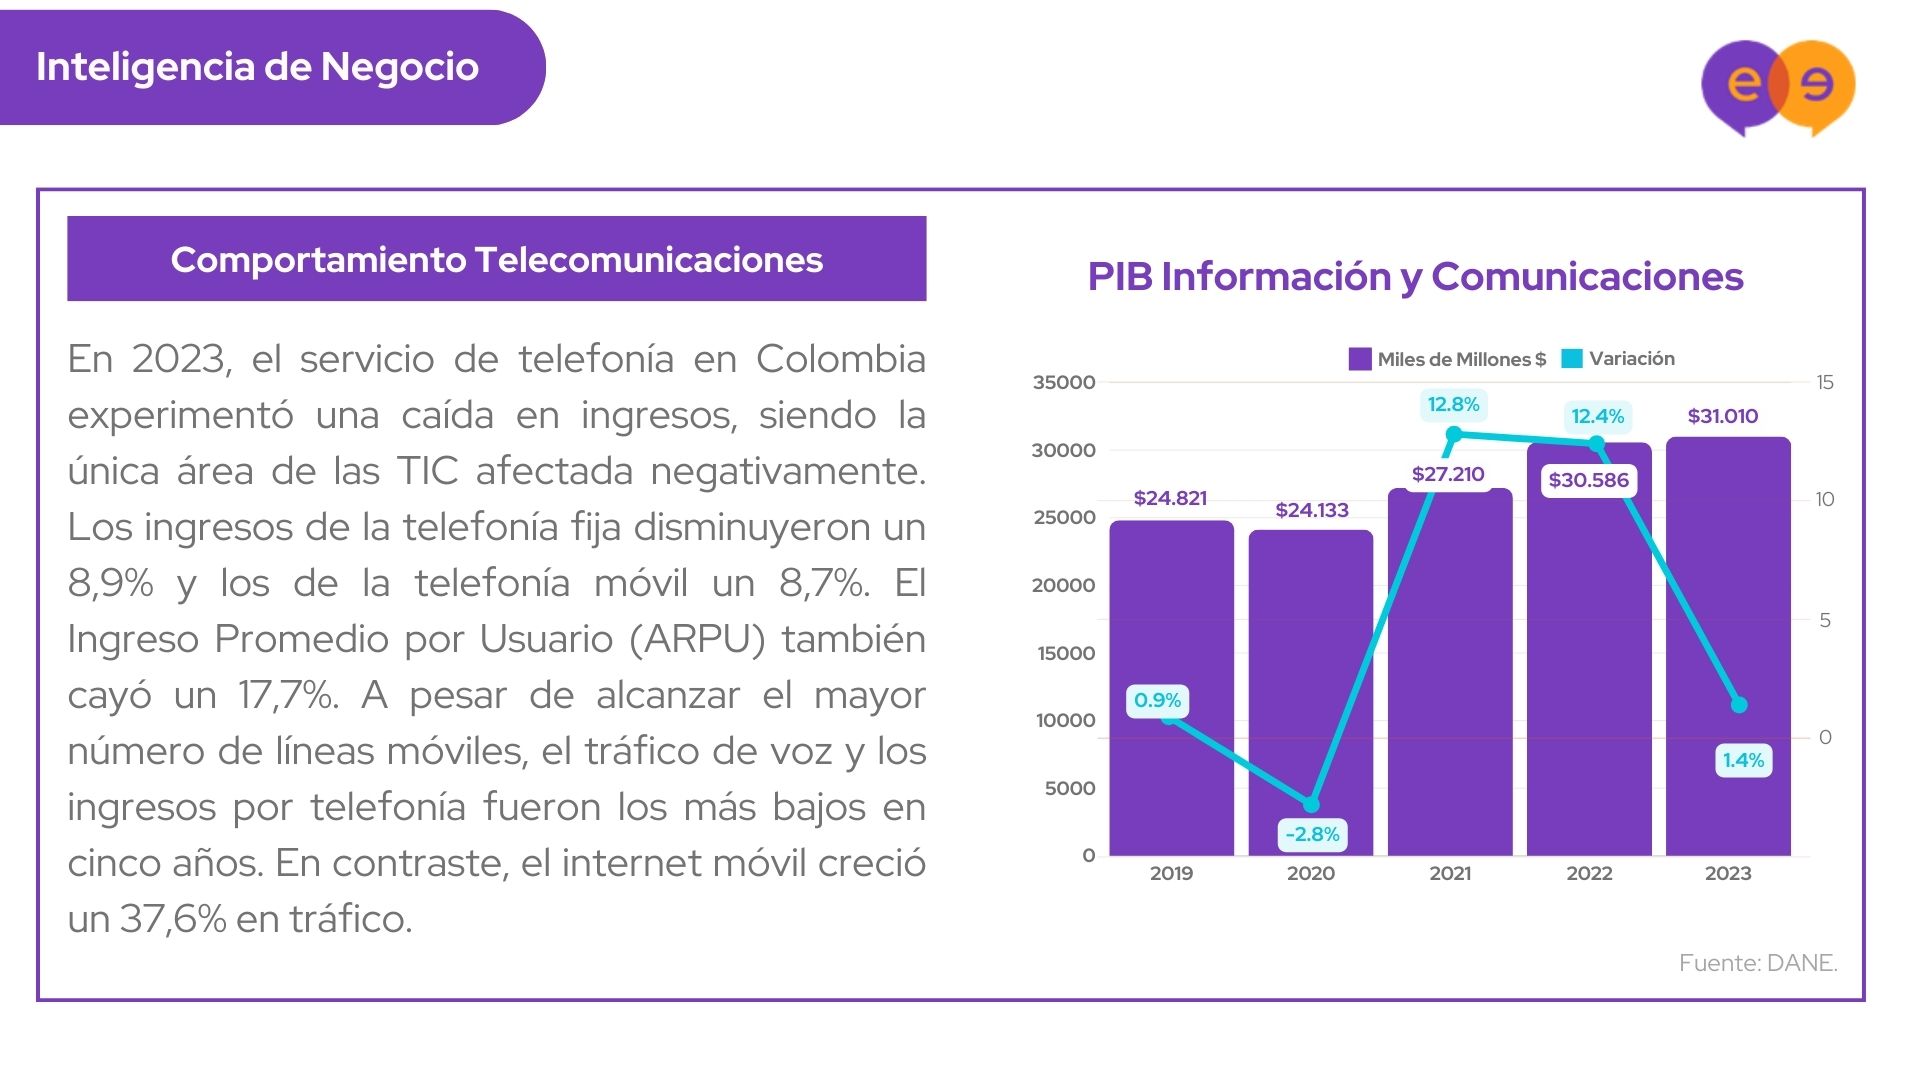 Inteligencia de Negocio
e e
Comportamiento Telecomunicaciones
En 2023, el servicio de telefonía en Colombia
experimentó una caída en ingresos, siendo la
única área de las TIC afectada negativamente.
Los ingresos de la telefonía fija disminuyeron un
8,9% y los de la telefonía móvil un 8,7%. El
Ingreso Promedio por Usuario (ARPU) también
cayó un 17,7%. A pesar de alcanzar el mayor
número de líneas móviles, el tráfico de voz y los
ingresos por telefonía fueron los más bajos en
cinco años. En contraste, el internet móvil creció
un 37,6% en tráfico.
PIB Información y Comunicaciones
Miles de Millones $ Variación
35000 15
12.8% 12.4% $31.010
30000
$27.210 $30.586
$24.821 $24.133 10
25000
20000
5
15000
0.9%
10000
0
1.4%
5000
-2.8%
0
2019 2020 2021 2022 2023
Fuente: DANE.